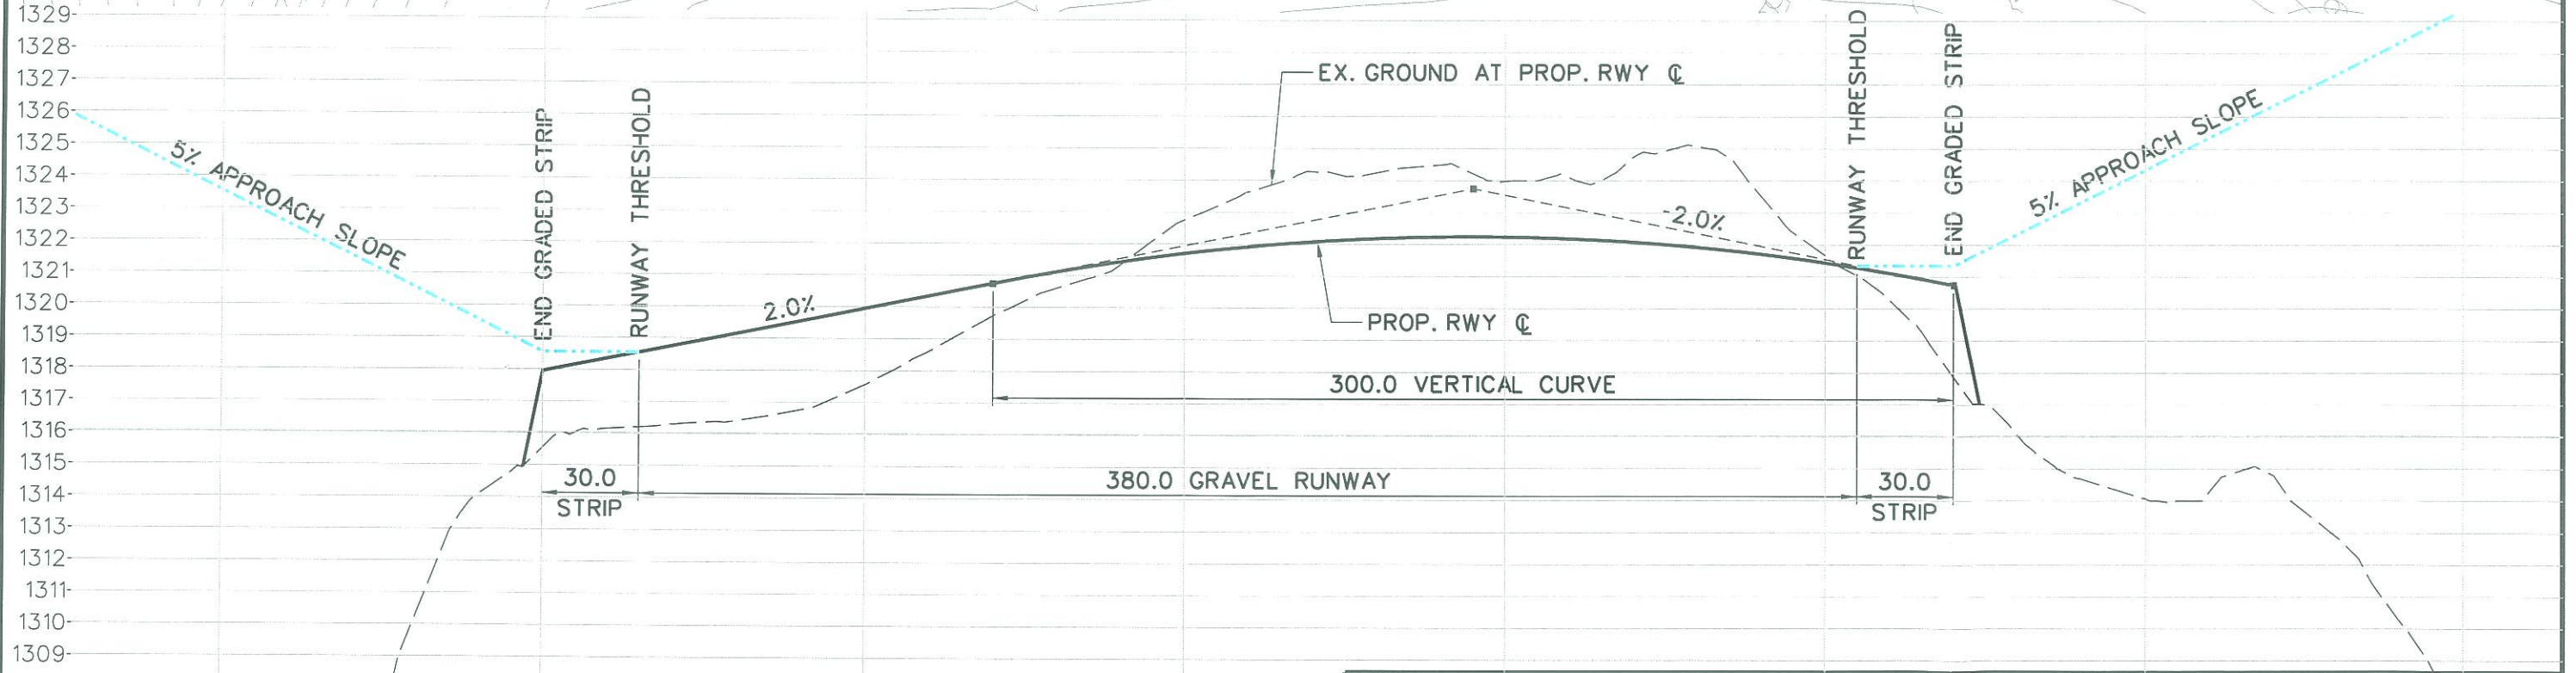 1329
1328
1327
1326
1325
1324
1323
1322
1321
1320
1319
1318
1317
1316
1315
1314
1313
1312
1311
1310
1309
5% APPROACH SLOPE
END GRADED STRIP
RUNWAY THRESHOLD
2.0%
EX. GROUND AT PROP. RWY ℄
-2.0%
PROP. RWY ℄
RUNWAY THRESHOLD
END GRADED STRIP
5% APPROACH SLOPE
300.0 VERTICAL CURVE
30.0
STRIP
380.0 GRAVEL RUNWAY
30.0
STRIP